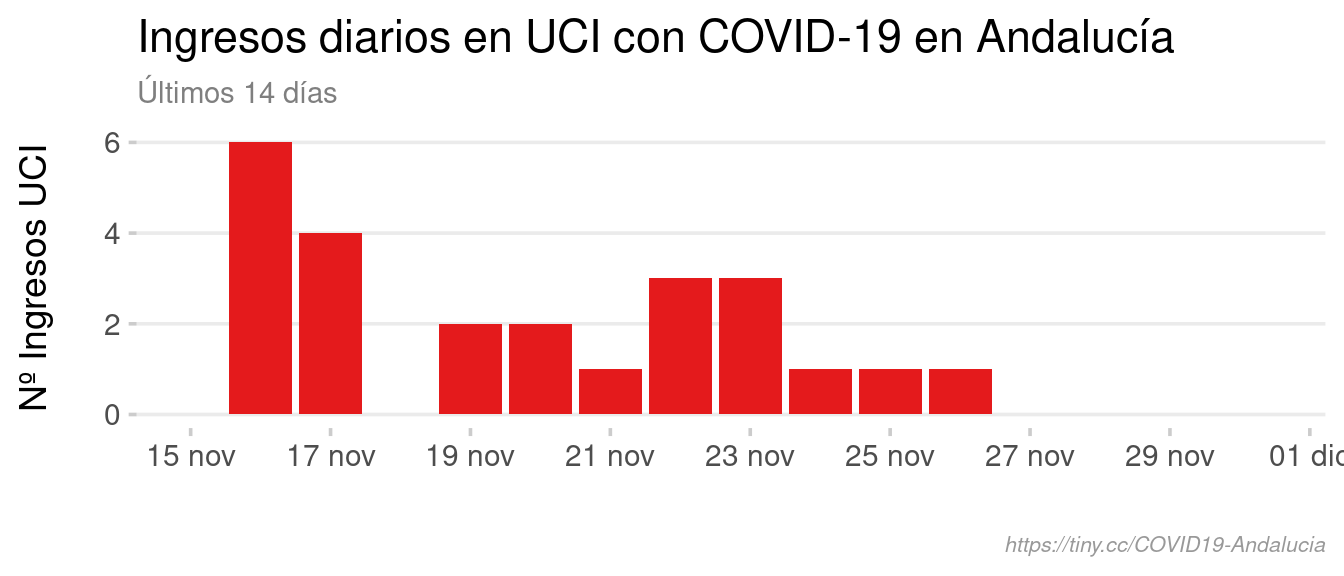 Ingresos diarios en UCI con COVID-19 en Andalucía
Últimos 14 días
Nº Ingresos UCI
6
4
2
0
15 nov 17 nov 19 nov 21 nov 23 nov 25 nov 27 nov 29 nov 01 dic
https://tiny.cc/COVID19-Andalucia